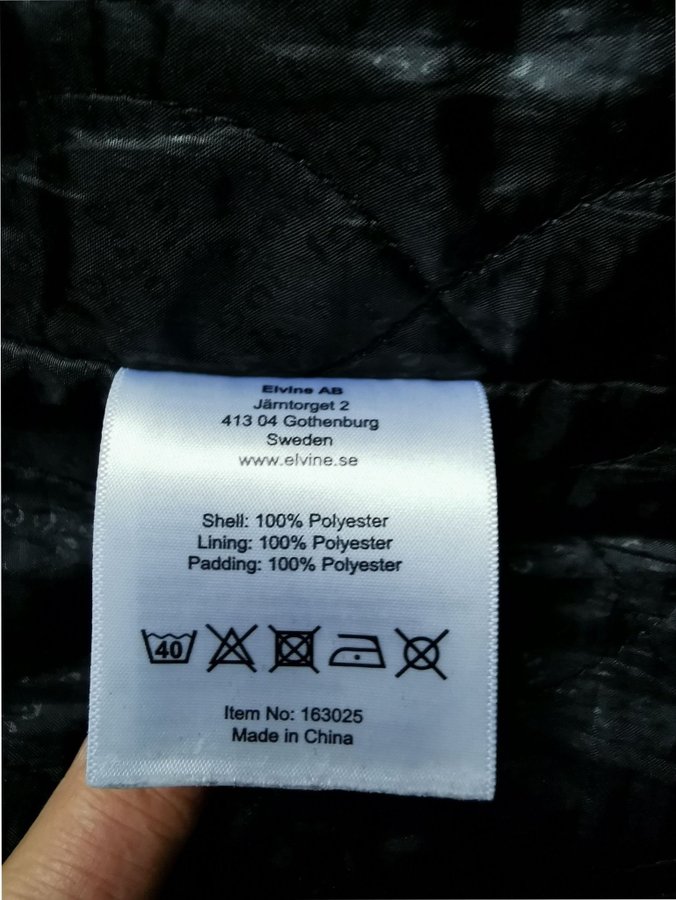 Elvine AB
Järntorget 2
413 04 Gothenburg
Sweden
www.elvine.se
Shell: 100% Polyester
Lining: 100% Polyester
Padding: 100% Polyester
40
Item No: 163025
Made in China